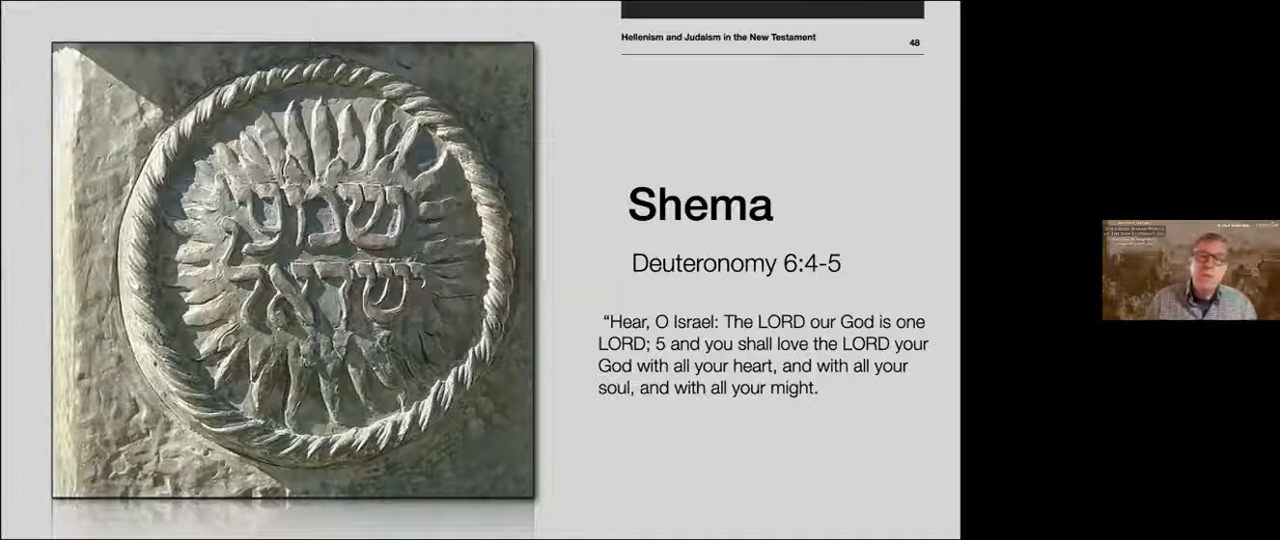 Hellenism and Judaism in the New Testament
48
שמע
ישראל
Shema
Deuteronomy 6:4-5
“Hear, O Israel: The LORD our God is one
LORD; 5 and you shall love the LORD your
God with all your heart, and with all your
soul, and with all your might.